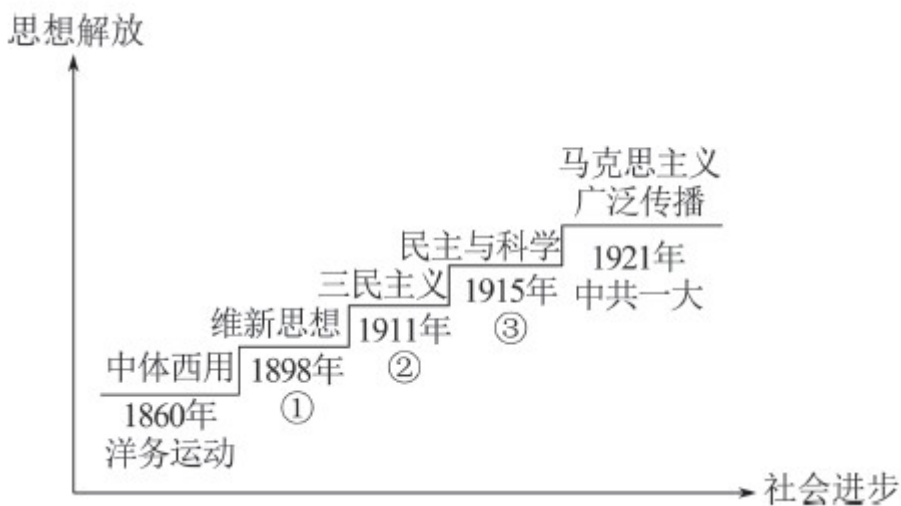 思想解放
马克思主义
广泛传播
民主与科学
1921年
中共一大
三民主义
1915年
③
维新思想
1911年
②
中体西用
1898年
①
1860年
洋务运动
社会进步